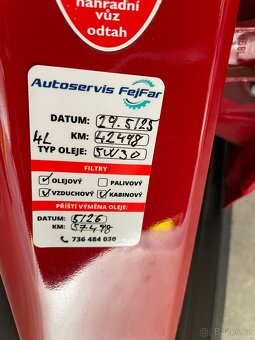 náhradní
vůz
odtah
Autoservis FejFar
DATUM: 29.5/25
KM: 42498
4L
TYP OLEJE: 5W30
FILTRY
OLEJOVÝ
PALIVOVÝ
VZDUCHOVÝ
KABINOVÝ
PŘÍŠTÍ VÝMĚNA OLEJE:
DATUM: 5/26
KM: 57498
736 484 030